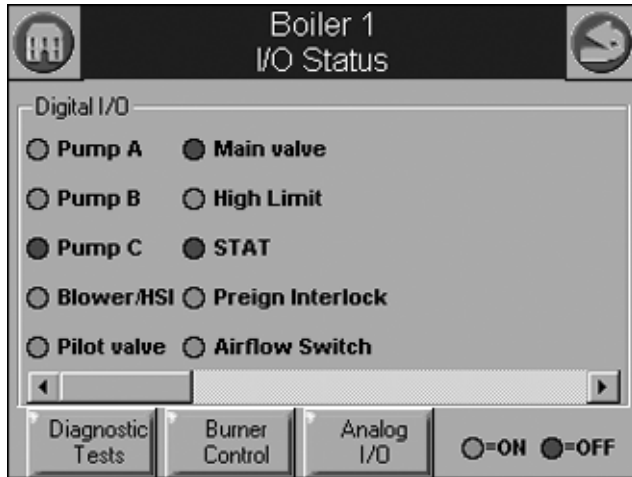 Boiler 1
I/O Status
Digital I/O
Pump A Main valve
Pump B High Limit
Pump C STAT
Blower/HSI Preign Interlock
Pilot valve Airflow Switch
Diagnostic Burner Analog
Tests Control I/O
=ON =OFF